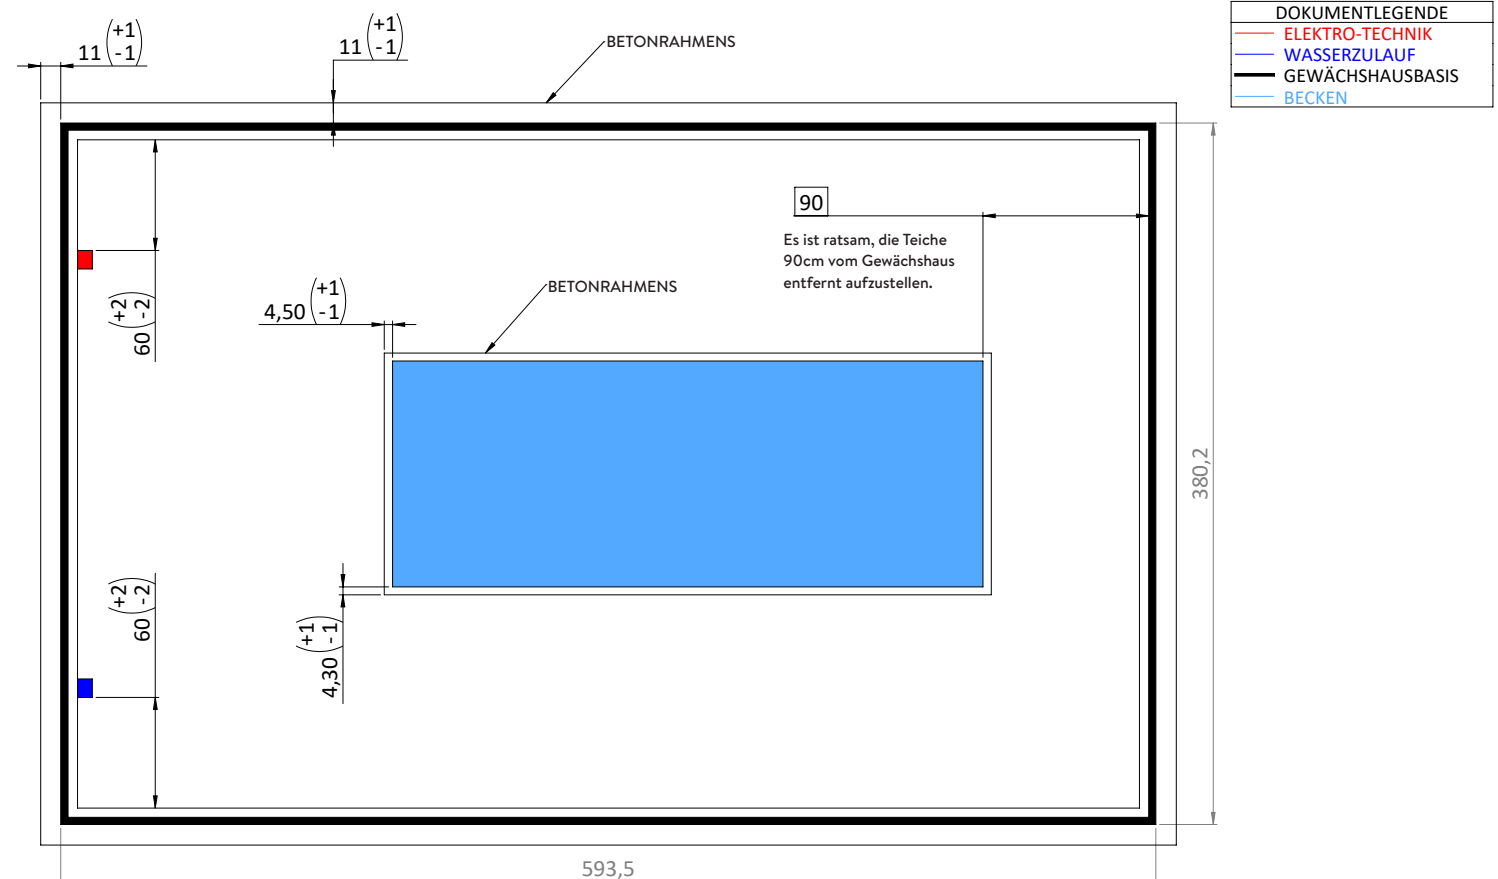 DOKUMENTLEGENDE
ELEKTRO-TECHNIK
WASSERZULAUF
GEWÄCHSHAUSBASIS
BECKEN
11 (+1 -1)
11 (+1 -1)
BETONRAHMENS
90
Es ist ratsam, die Teiche
90cm vom Gewächshaus
entfernt aufzustellen.
60 (+2 -2)
4,50 (+1 -1)
BETONRAHMENS
380,2
60 (+2 -2)
4,30 (+1 -1)
593,5